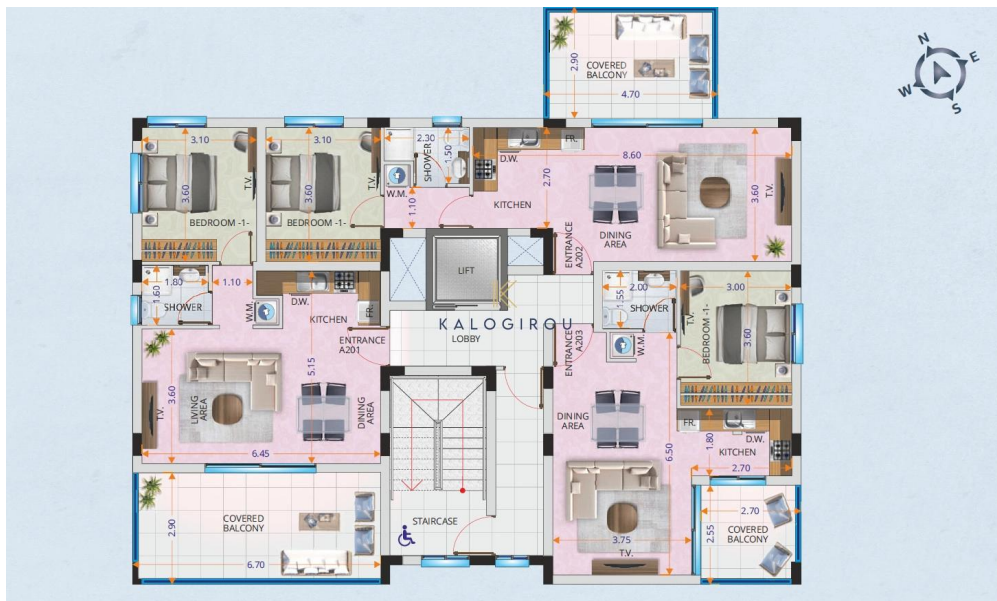 N
E
W
S
2.90
COVERED
BALCONY
4.70
3.10
3.10
2.30
SHOWER
1.50
FR.
D.W.
8.60
3.60
T.V.
3.60
T.V.
W.M.
2.70
3.60
T.V.
BEDROOM -1-
BEDROOM -1-
1.10
KITCHEN
DINING
AREA
ENTRANCE
A202
LIFT
1.80
1.60
SHOWER
1.10
W.M.
D.W.
KITCHEN
FR.
ENTRANCE
A201
5.15
K
KALOGIROU
LOBBY
.55
2.00
SHOWER
T.V.
3.00
BEDROOM -1-
3.60
ENTRANCE
A203
W.M.
3.60
T.V.
LIVING
AREA
DINING
AREA
6.45
DINING
AREA
6.50
FR.
1.80
D.W.
KITCHEN
2.70
2.90
COVERED
BALCONY
6.70
STAIRCASE
3.75
T.V.
2.55
2.70
COVERED
BALCONY